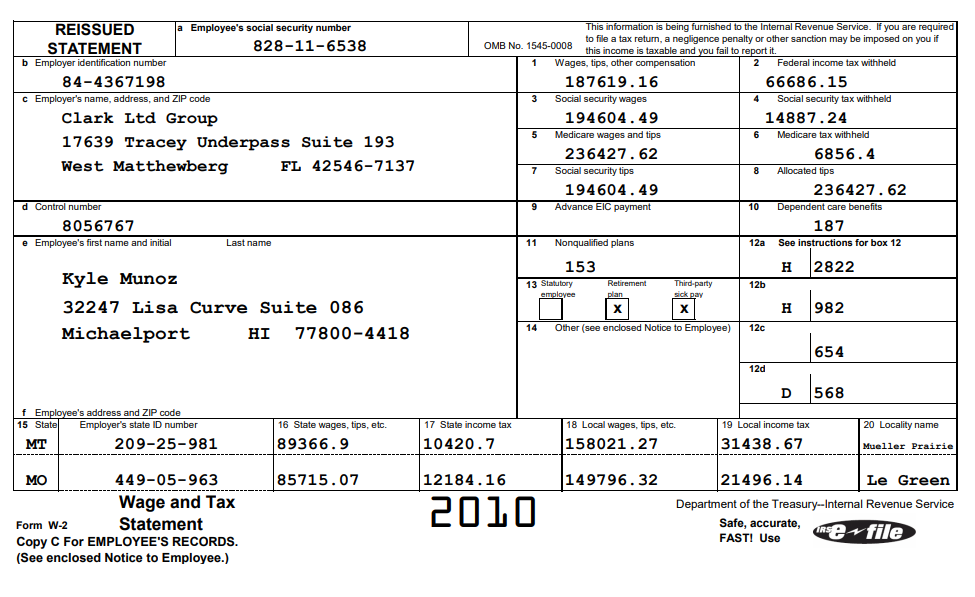 REISSUED STATEMENT
a Employee's social security number
828-11-6538
OMB No. 1545-0008
This information is being furnished to the Internal Revenue Service. If you are required
to file a tax return, a negligence penalty or other sanction may be imposed on you if
this income is taxable and you fail to report it.
b Employer identification number
84-4367198
1 Wages, tips, other compensation
187619.16
2 Federal income tax withheld
66686.15
c Employer's name, address, and ZIP code
Clark Ltd Group
17639 Tracey Underpass Suite 193
West Matthewberg FL 42546-7137
3 Social security wages
194604.49
4 Social security tax withheld
14887.24
5 Medicare wages and tips
236427.62
6 Medicare tax withheld
6856.4
7 Social security tips
194604.49
8 Allocated tips
236427.62
d Control number
8056767
9 Advance EIC payment
10 Dependent care benefits
187
e Employee's first name and initial Last name
Kyle Munoz
32247 Lisa Curve Suite 086
Michaelport HI 77800-4418
11 Nonqualified plans
153
12a See instructions for box 12
H 2822
13 Statutory employee
Retirement plan
X
Third-party sick pay
X
12b
H 982
14 Other (see enclosed Notice to Employee)
12c
654
12d
D 568
f Employee's address and ZIP code
15 State Employer's state ID number 16 State wages, tips, etc. 17 State income tax 18 Local wages, tips, etc. 19 Local income tax 20 Locality name
MT 209-25-981 89366.9 10420.7 158021.27 31438.67 Mueller Prairie
MO 449-05-963 85715.07 12184.16 149796.32 21496.14 Le Green
Form W-2
Wage and Tax
Statement
2010
Department of the Treasury--Internal Revenue Service
Copy C For EMPLOYEE'S RECORDS.
(See enclosed Notice to Employee.)
Safe, accurate,
FAST! Use
IRS e file